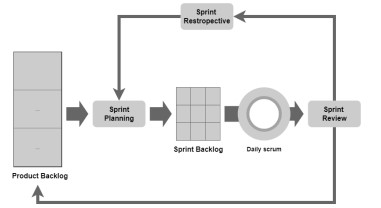 Sprint
Restropective
...
...
Sprint
Planning
Sprint
Review
Sprint Backlog
Daily scrum
Product Backlog